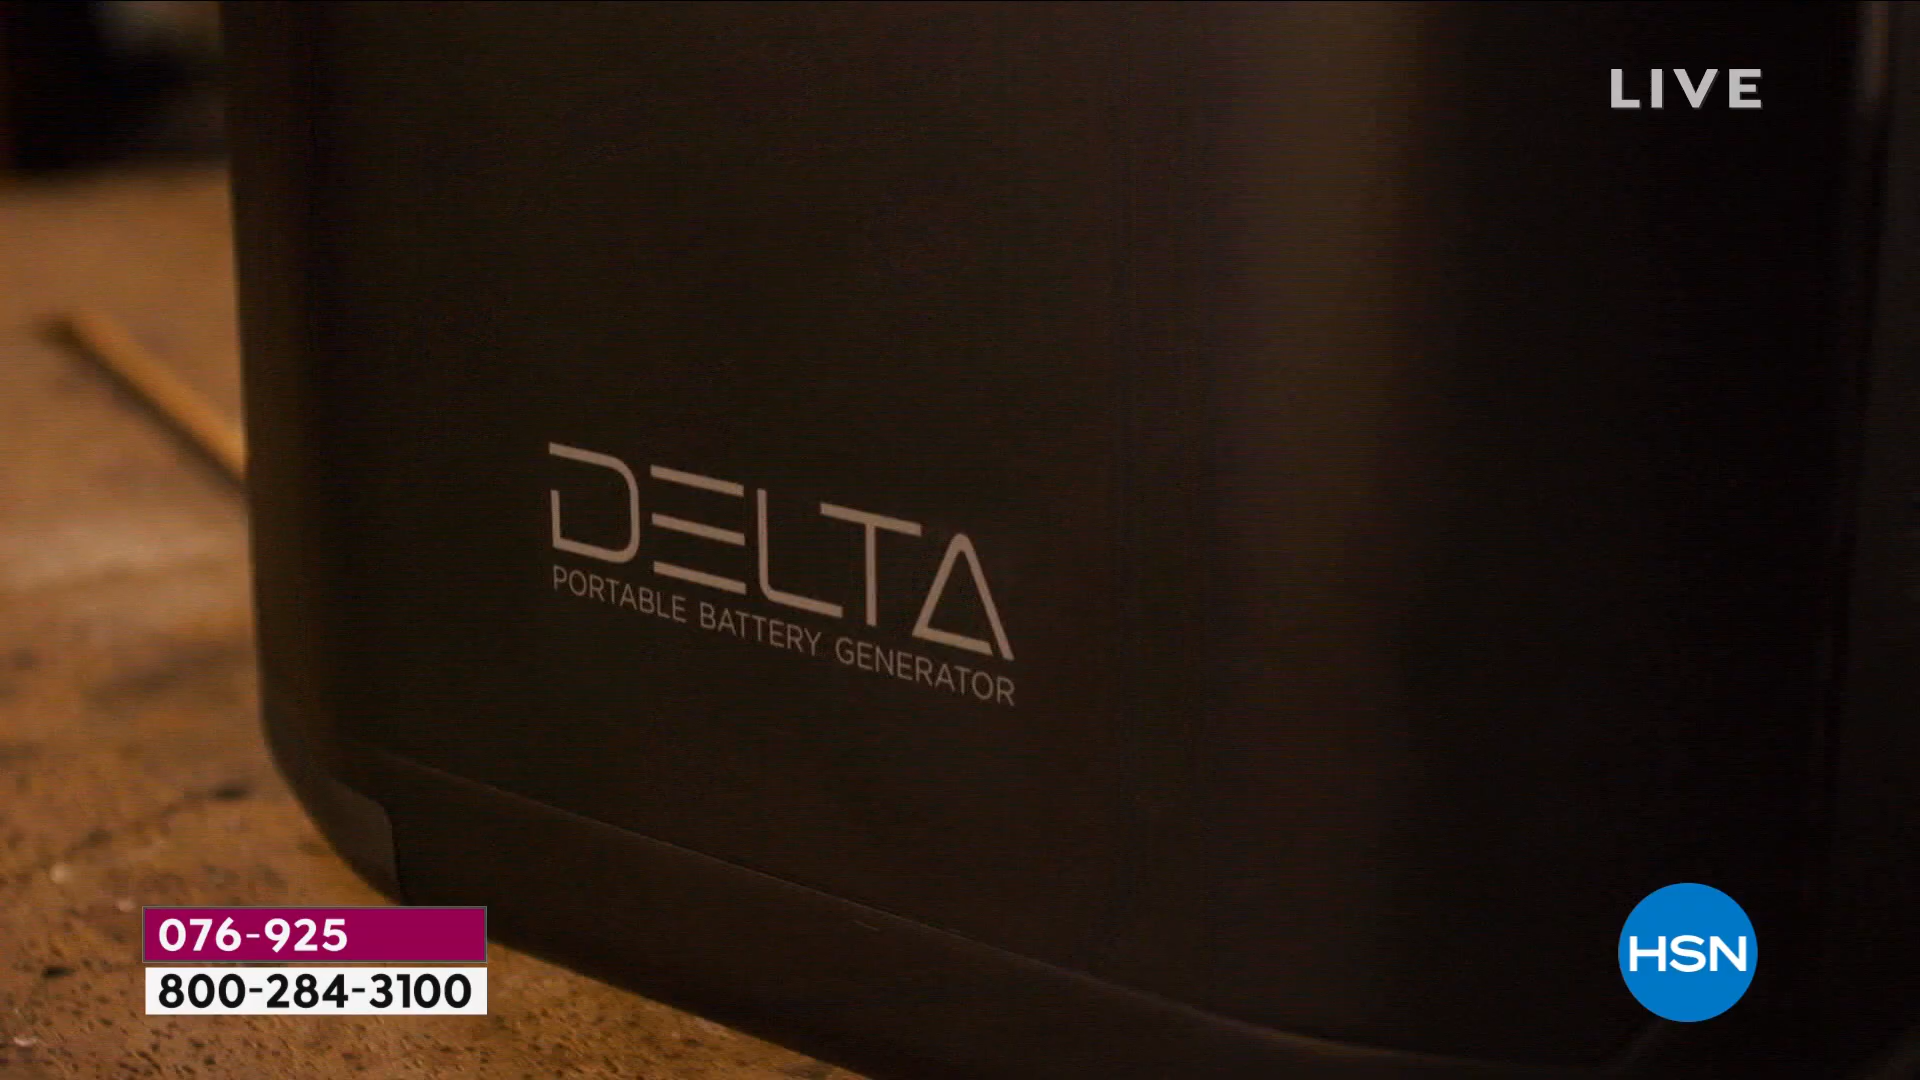 LIVE
DELTA
PORTABLE BATTERY GENERATOR
076-925
800-284-3100
HSN